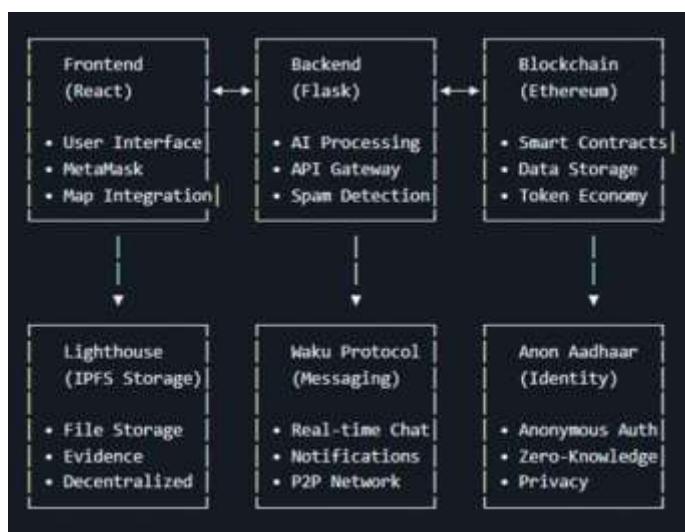 Frontend
(React)
• User Interface
• MetaMask
• Map Integration
Backend
(Flask)
• AI Processing
• API Gateway
• Spam Detection
Blockchain
(Ethereum)
• Smart Contracts
• Data Storage
• Token Economy
Lighthouse
(IPFS Storage)
• File Storage
• Evidence
• Decentralized
Waku Protocol
(Messaging)
• Real-time Chat
• Notifications
• P2P Network
Anon Aadhaar
(Identity)
• Anonymous Auth
• Zero-Knowledge
• Privacy